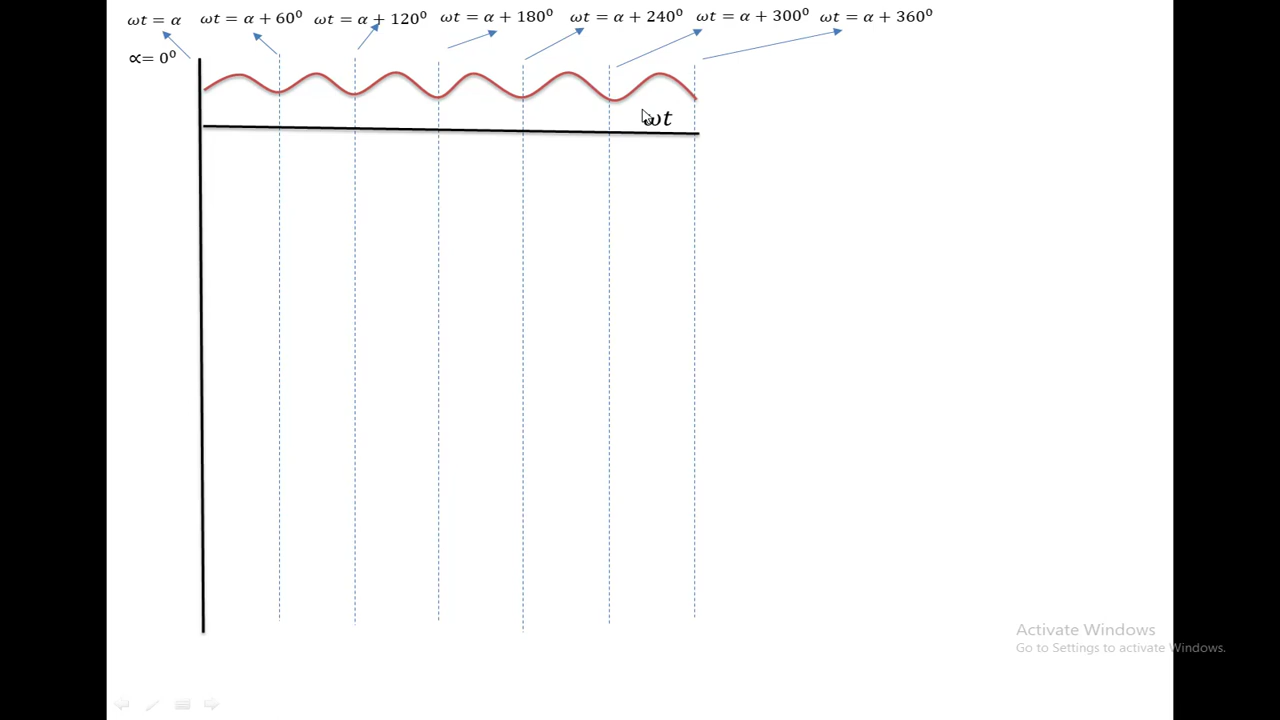 ωt = α
ωt = α + 60⁰
ωt = α + 120⁰
ωt = α + 180⁰
ωt = α + 240⁰
ωt = α + 300⁰
ωt = α + 360⁰
∝= 0⁰
ωt
Activate Windows
Go to Settings to activate Windows.